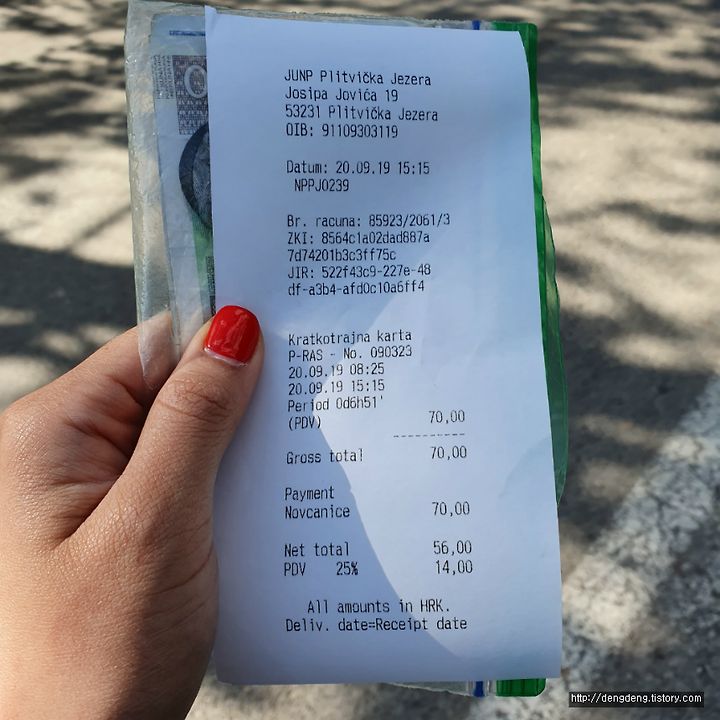 JUNP Plitvička Jezera
Josipa Jovića 19
53231 Plitvička Jezera
OIB: 91109303119
Datum: 20.09.19 15:15
NPPJ0239
Br. racuna: 85923/2061/3
ZKI: 8564c1a02dad887a
7d74201b3c3ff75c
JIR: 522f43c9-227e-48
df-a3b4-afd0c10a6ff4
Kratkotrajna karta
P-RAS - No. 090323
20.09.19 08:25
20.09.19 15:15
Period 0d6h51'
(PDV) 70,00
Gross total 70,00
Payment
Novcanice 70,00
Net total 56,00
PDV 25% 14,00
All amounts in HRK.
Deliv. date=Receipt date
http://dengdeng.tistory.com